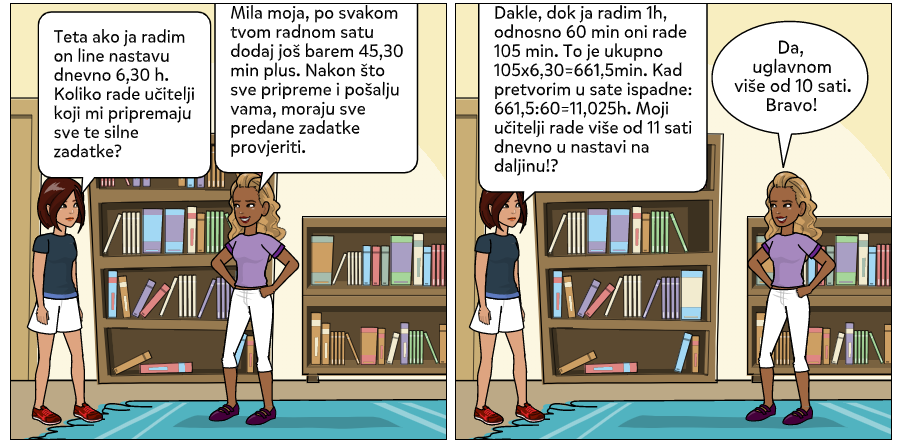 Teta ako ja radim
on line nastavu
dnevno 6,30 h.
Koliko rade učitelji
koji mi pripremaju
sve te silne
zadatke?
Mila moja, po svakom
tvom radnom satu
dodaj još barem 45,30
min plus. Nakon što
sve pripreme i pošalju
vama, moraju sve
predane zadatke
provjeriti.
Dakle, dok ja radim 1h,
odnosno 60 min oni rade
105 min. To je ukupno
105x6,30=661,5min. Kad
pretvorim u sate ispadne:
661,5:60=11,025h. Moji
učitelji rade više od 11 sati
dnevno u nastavi na
daljinu!?
Da,
uglavnom
više od 10 sati.
Bravo!